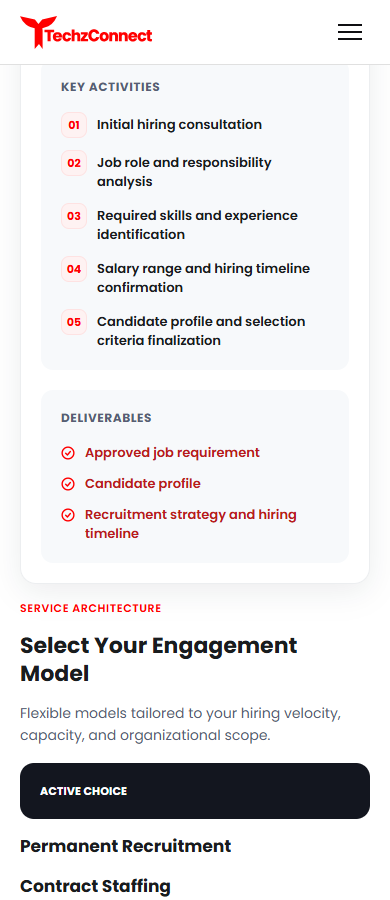 TechzConnect
KEY ACTIVITIES
01 Initial hiring consultation
02 Job role and responsibility
analysis
03 Required skills and experience
identification
04 Salary range and hiring timeline
confirmation
05 Candidate profile and selection
criteria finalization
DELIVERABLES
Approved job requirement
Candidate profile
Recruitment strategy and hiring
timeline
SERVICE ARCHITECTURE
Select Your Engagement
Model
Flexible models tailored to your hiring velocity,
capacity, and organizational scope.
ACTIVE CHOICE
Permanent Recruitment
Contract Staffing